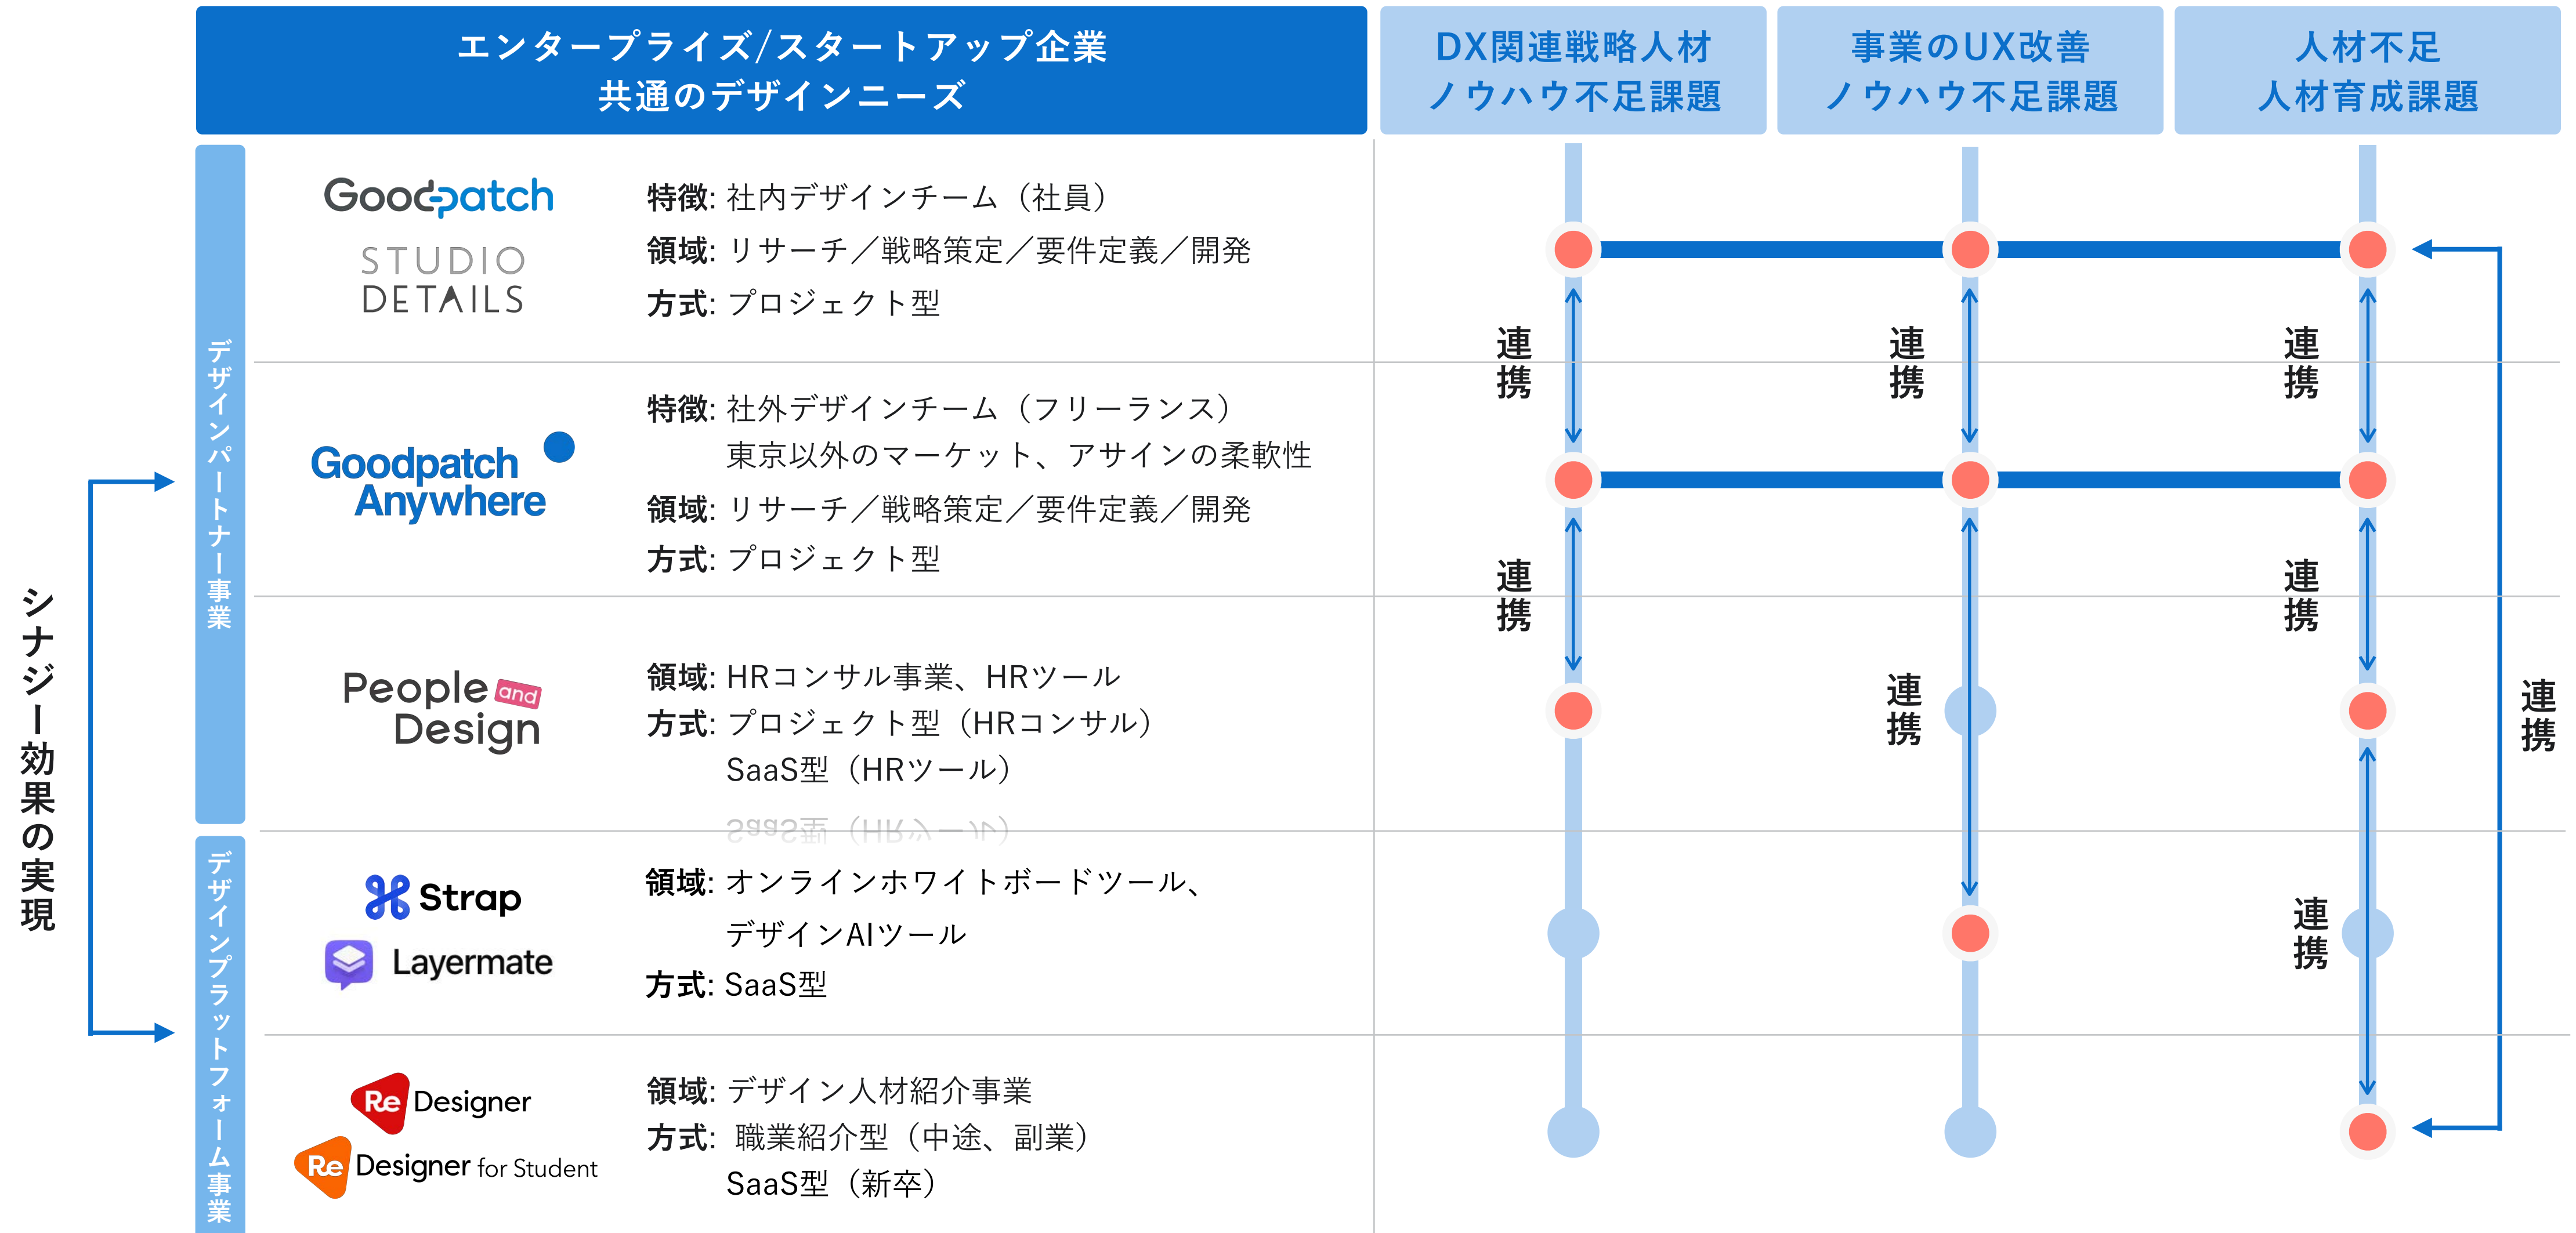 エンタープライズ/スタートアップ企業
共通のデザインニーズ
DX関連戦略人材
ノウハウ不足課題
事業のUX改善
ノウハウ不足課題
人材不足
人材育成課題
シナジー効果の実現
デザインパートナー事業
Goodpatch
STUDIO
DETAILS
特徴: 社内デザインチーム（社員）
領域: リサーチ／戦略策定／要件定義／開発
方式: プロジェクト型
連携
連携
連携
Goodpatch
Anywhere
特徴: 社外デザインチーム（フリーランス）
東京以外のマーケット、アサインの柔軟性
領域: リサーチ／戦略策定／要件定義／開発
方式: プロジェクト型
連携
連携
People and
Design
領域: HRコンサル事業、HRツール
方式: プロジェクト型（HRコンサル）
SaaS型（HRツール）
SaaS型（HRツール）
連携
連携
デザインプラットフォーム事業
Strap
Layermate
領域: オンラインホワイトボードツール、
デザインAIツール
方式: SaaS型
連携
Re Designer
Re Designer for Student
領域: デザイン人材紹介事業
方式: 職業紹介型（中途、副業）
SaaS型（新卒）